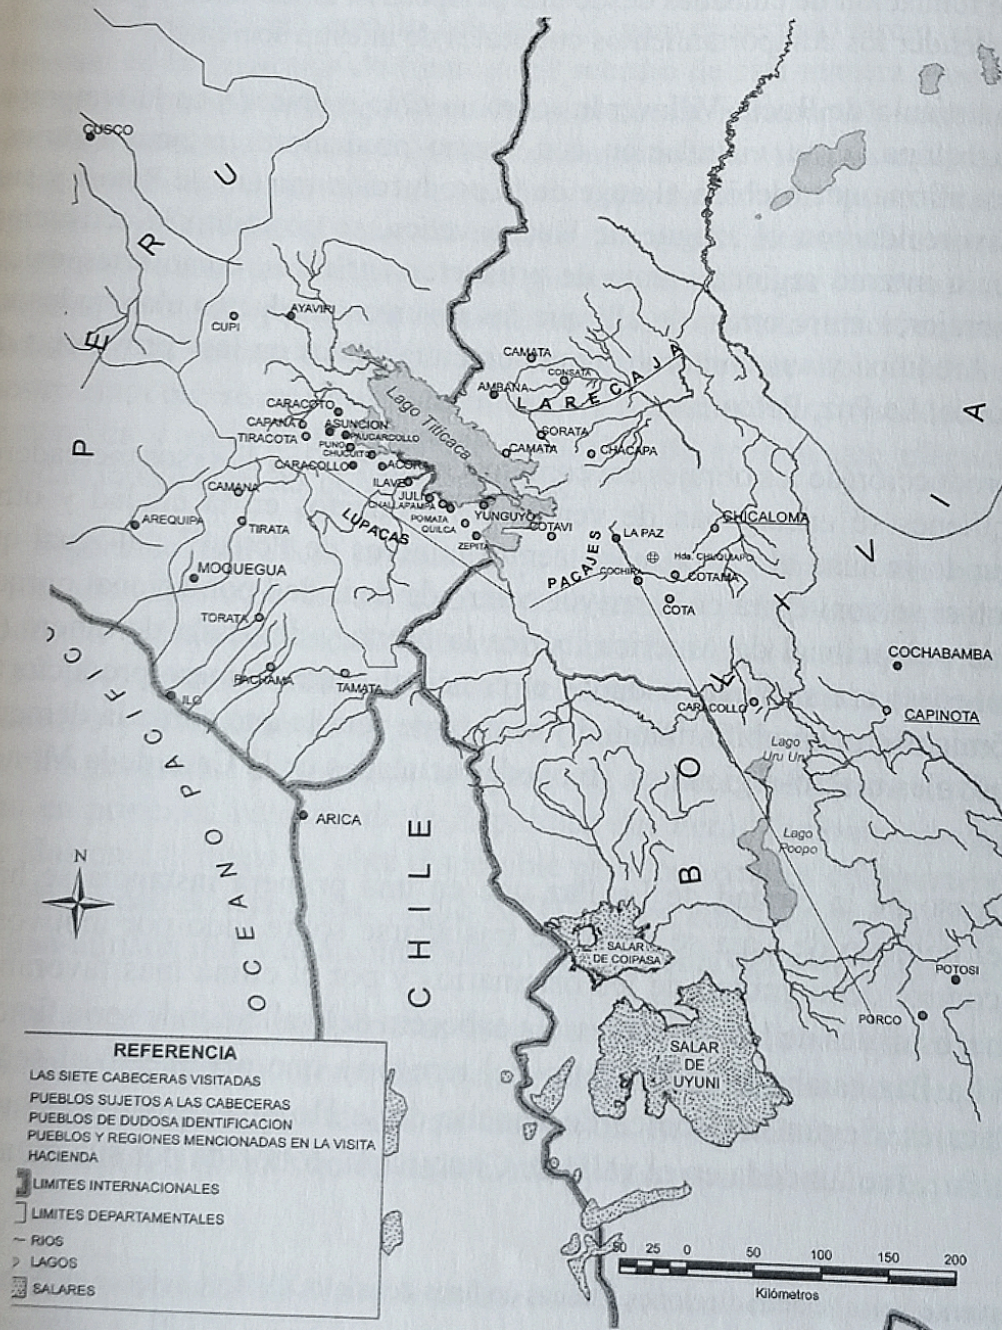 CUSCO
PERU
CUPI
AYAVIRI
Lago Titicaca
CAMATA
CONSATA
AMBANA
LARECAJA
SORATA
CAMATA
CHACAPA
CARACOTO
CAPANA
ASUNCION
TIRACOTA
PUNO
PAUCARCOLLO
CHUCUITO
CARACOLLO
ACORA
ILAVE
JULI
CHALLAPAMPA
POMATA
QUILCA
YUNGUYO
ZEPITA
COTAVI
CAMANA
AREQUIPA
TIRATA
LUPACAS
MOQUEGUA
TORATA
PACHAMA
TAMATA
ILO
PACAJES
LA PAZ
CHICALOMA
Hda. CHUQUIAPO
COCHIRA
COTAMA
COTA
BOLIVIA
COCHABAMBA
CARACOLLO
CAPINOTA
Lago
Uru Uru
Lago
Poopo
ARICA
CHILE
OCEANO PACIFICO
N
SALAR
DE COIPASA
SALAR
DE
UYUNI
POTOSI
PORCO
REFERENCIA
LAS SIETE CABECERAS VISITADAS
PUEBLOS SUJETOS A LAS CABECERAS
PUEBLOS DE DUDOSA IDENTIFICACION
PUEBLOS Y REGIONES MENCIONADAS EN LA VISITA
HACIENDA
LIMITES INTERNACIONALES
LIMITES DEPARTAMENTALES
RIOS
LAGOS
SALARES
50 25 0 50 100 150 200
Kilómetros